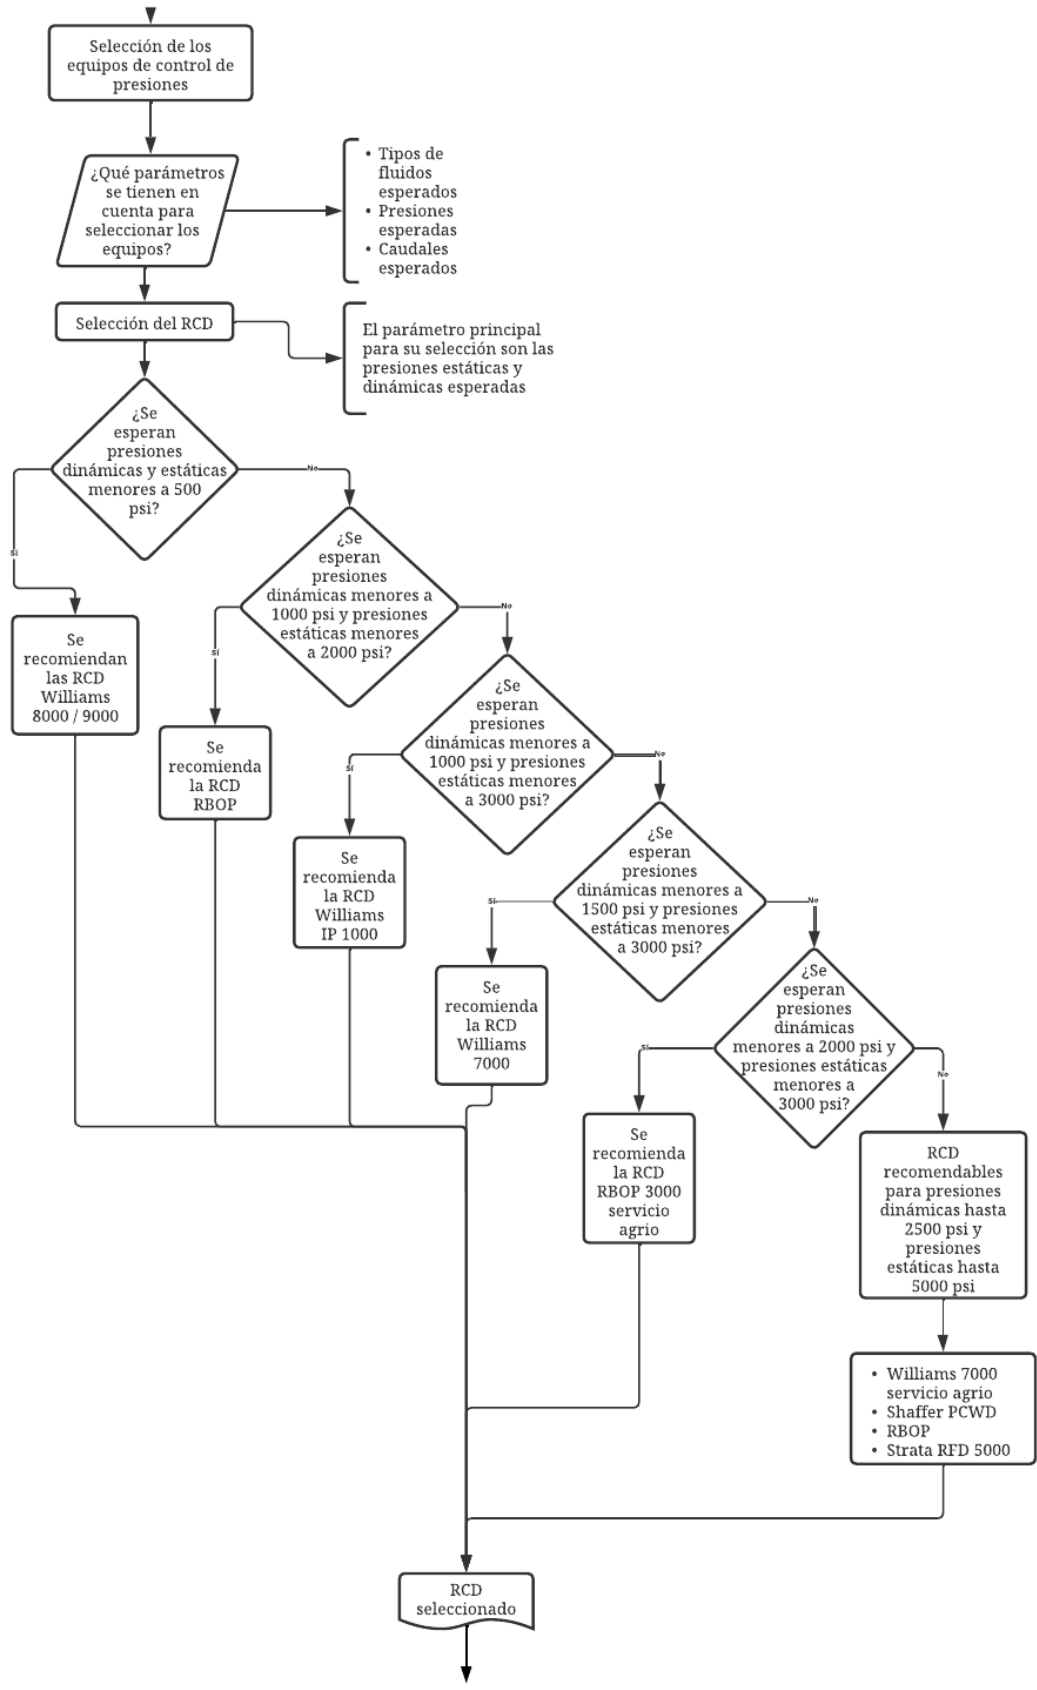 Selección de los
equipos de control de
presiones
¿Qué parámetros
se tienen en
cuenta para
seleccionar los
equipos?
• Tipos de
fluidos
esperados
• Presiones
esperadas
• Caudales
esperados
Selección del RCD
El parámetro principal
para su selección son las
presiones estáticas y
dinámicas esperadas
¿Se
esperan
presiones
dinámicas y estáticas
menores a 500
psi?
No
Sí
¿Se
esperan
presiones
dinámicas menores a
1000 psi y presiones
estáticas menores
a 2000 psi?
No
Sí
Se
recomiendan
las RCD
Williams
8000 / 9000
¿Se
esperan
presiones
dinámicas menores a
1000 psi y presiones
estáticas menores
a 3000 psi?
No
Sí
Se
recomienda
la RCD
RBOP
¿Se
esperan
presiones
dinámicas menores a
1500 psi y presiones
estáticas menores
a 3000 psi?
No
Sí
Se
recomienda
la RCD
Williams
IP 1000
¿Se
esperan
presiones
dinámicas
menores a 2000 psi y
presiones estáticas
menores a
3000 psi?
No
Sí
Se
recomienda
la RCD
Williams
7000
Se
recomienda
la RCD
RBOP 3000
servicio
agrio
RCD
recomendables
para presiones
dinámicas hasta
2500 psi y
presiones
estáticas hasta
5000 psi
• Williams 7000
servicio agrio
• Shaffer PCWD
• RBOP
• Strata RFD 5000
RCD
seleccionado